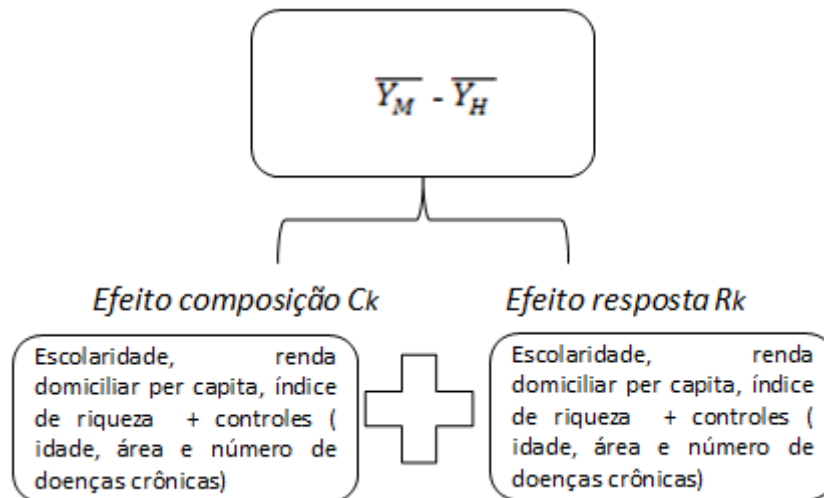 Y_M - Y_H
Efeito composição Ck
Efeito resposta Rk
Escolaridade, renda
domiciliar per capita, índice
de riqueza + controles (
idade, área e número de
doenças crônicas)
Escolaridade, renda
domiciliar per capita, índice
de riqueza + controles (
idade, área e número de
doenças crônicas)